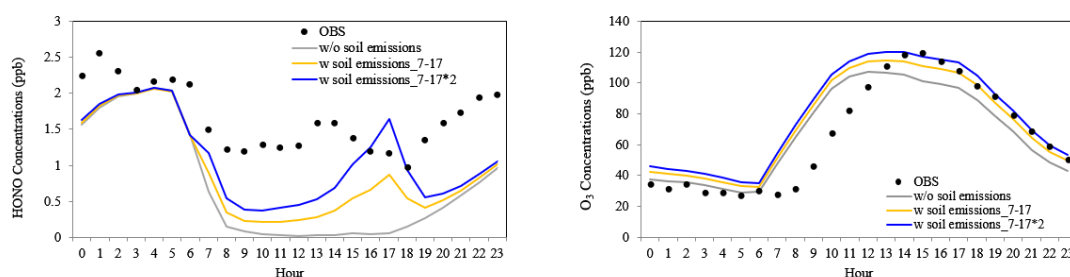 3
2.5
2
1.5
1
0.5
0
HONO Concentrations (ppb)
OBS
w/o soil emissions
w soil emissions_7-17
w soil emissions_7-17*2
0 1 2 3 4 5 6 7 8 9 10 11 12 13 14 15 16 17 18 19 20 21 22 23
Hour
140
120
100
80
60
40
20
0
O3 Concentrations (ppb)
OBS
w/o soil emissions
w soil emissions_7-17
w soil emissions_7-17*2
0 1 2 3 4 5 6 7 8 9 10 11 12 13 14 15 16 17 18 19 20 21 22 23
Hour